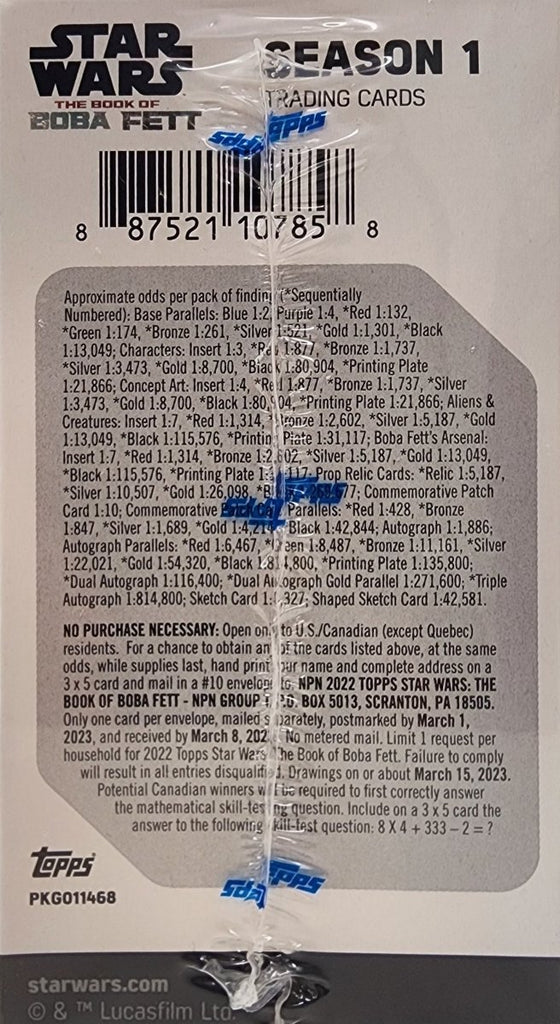 STAR
WARS
THE BOOK OF
BOBA FETT
SEASON 1
TRADING CARDS
Topps
8 87521 10785 8
Approximate odds per pack of finding (*Sequentially
Numbered): Base Parallels: Blue 1:2, Purple 1:4, *Red 1:132,
*Green 1:174, *Bronze 1:261, *Silver 1:521, *Gold 1:1,301, *Black
1:13,049; Characters: Insert 1:3, *Red 1:877, *Bronze 1:1,737,
*Silver 1:3,473, *Gold 1:8,700, *Black 1:80,904, *Printing Plate
1:21,866; Concept Art: Insert 1:4, *Red 1:877, *Bronze 1:1,737, *Silver
1:3,473, *Gold 1:8,700, *Black 1:80,904, *Printing Plate 1:21,866; Aliens &
Creatures: Insert 1:7, *Red 1:1,314, *Bronze 1:2,602, *Silver 1:5,187, *Gold
1:13,049, *Black 1:115,576, *Printing Plate 1:31,117; Boba Fett's Arsenal:
Insert 1:7, *Red 1:1,314, *Bronze 1:2,602, *Silver 1:5,187, *Gold 1:13,049,
*Black 1:115,576, *Printing Plate 1:31,117; Prop Relic Cards: *Relic 1:5,187,
*Silver 1:10,507, *Gold 1:26,098, Commemorative Patch
Card 1:10; Commemorative Patch Card Parallels: *Red 1:428, *Bronze
1:847, *Silver 1:1,689, *Gold 1:4,214, Black 1:42,844; Autograph 1:1,886;
Autograph Parallels: *Red 1:6,467, *Green 1:8,487, *Bronze 1:11,161, *Silver
1:22,021, *Gold 1:54,320, *Black 1:814,800, *Printing Plate 1:135,800;
*Dual Autograph 1:116,400; *Dual Autograph Gold Parallel 1:271,600; *Triple
Autograph 1:814,800; Sketch Card Shaped Sketch Card 1:42,581.
NO PURCHASE NECESSARY: Open only to U.S./Canadian (except Quebec)
residents. For a chance to obtain any of the cards listed above, at the same
odds, while supplies last, hand print your name and complete address on a
3 x 5 card and mail in a #10 envelope to: NPN 2022 TOPPS STAR WARS: THE
BOOK OF BOBA FETT - NPN GROUP P.O. BOX 5013, SCRANTON, PA 18505.
Only one card per envelope, mailed separately, postmarked by March 1,
2023, and received by March 8, 2023. No metered mail. Limit 1 request per
household for 2022 Topps Star Wars The Book of Boba Fett. Failure to comply
will result in all entries disqualified. Drawings on or about March 15, 2023.
Potential Canadian winners will be required to first correctly answer
the mathematical skill-testing question. Include on a 3 x 5 card the
answer to the following skill-test question: 8 X 4 + 333 – 2 = ?
Topps
Topps
Topps
PKG011468
starwars.com
© & ™ Lucasfilm Ltd.